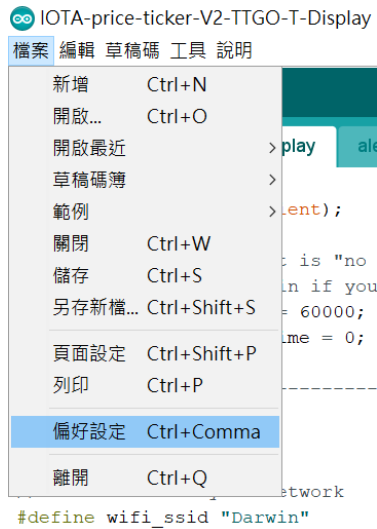 IOTA-price-ticker-V2-TTGO-T-Display
檔案 編輯 草稿碼 工具 說明
新增 Ctrl+N
開啟... Ctrl+O
開啟最近
play ale
草稿碼簿
範例
ent);
關閉 Ctrl+W
is "no
儲存 Ctrl+S
n if you
另存新檔... Ctrl+Shift+S
= 60000;
me = 0;
頁面設定 Ctrl+Shift+P
列印 Ctrl+P
偏好設定 Ctrl+Comma
離開 Ctrl+Q
etwork
#define wifi_ssid "Darwin"